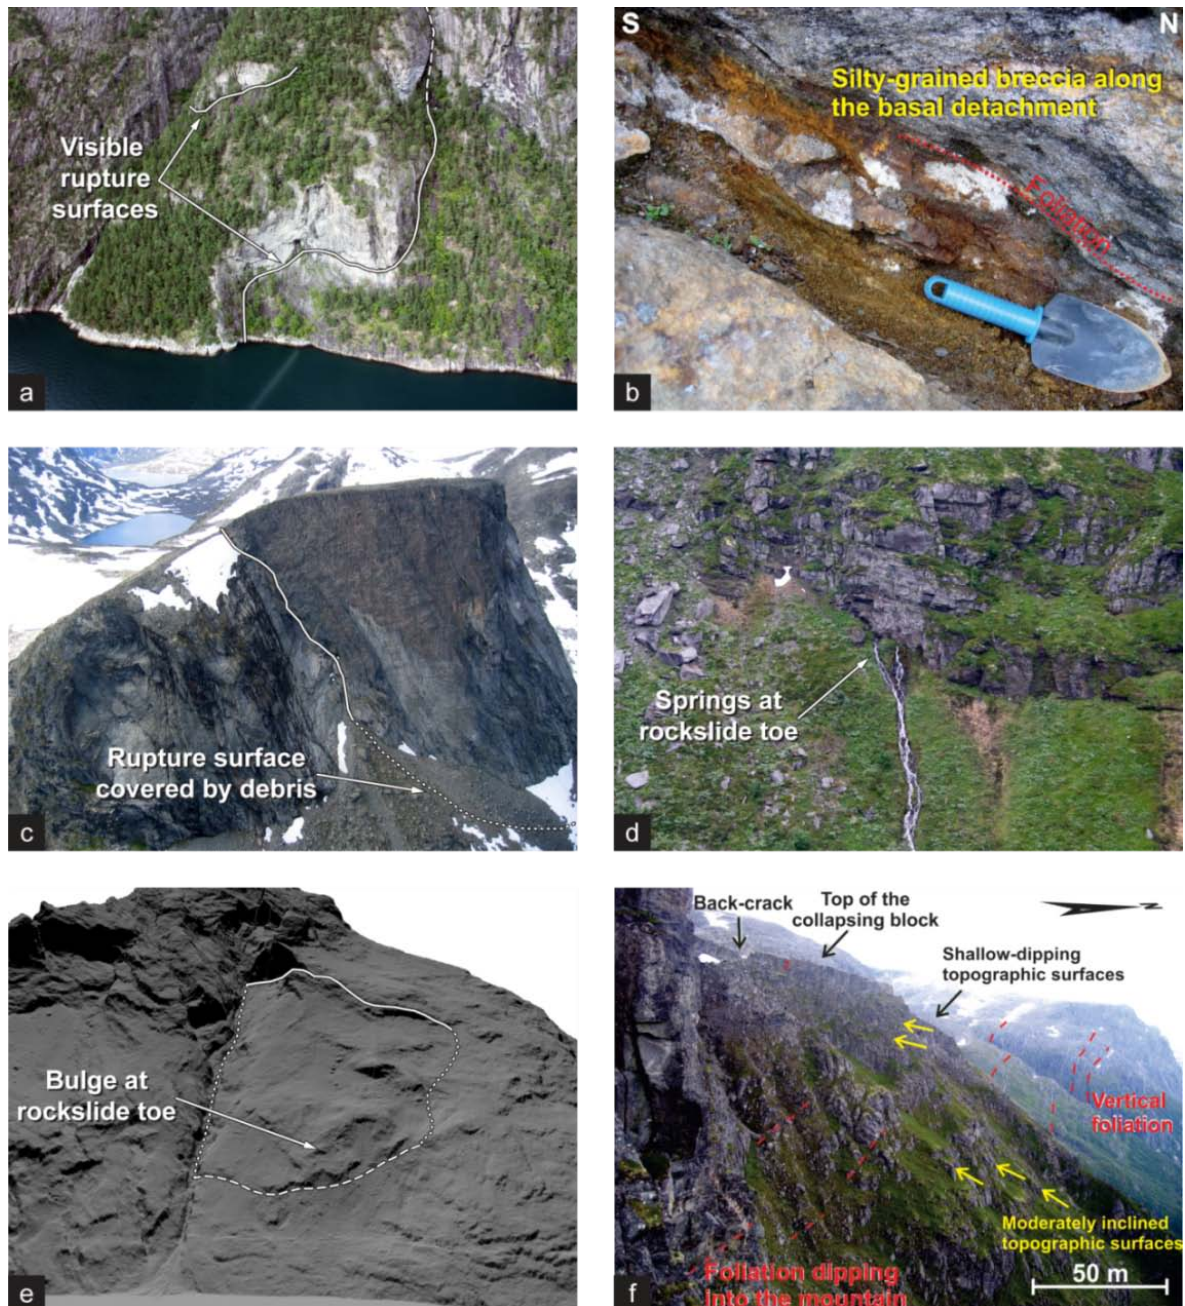 Visible
rupture
surfaces
a
S
N
Silty-grained breccia along
the basal detachment
Foliation
b
Rupture surface
covered by debris
c
Springs at
rockslide toe
d
Bulge at
rockslide toe
e
Back-crack
Top of the
collapsing block
N
Shallow-dipping
topographic surfaces
Vertical
foliation
Moderately inclined
topographic surfaces
Foliation dipping
into the mountain
50 m
f